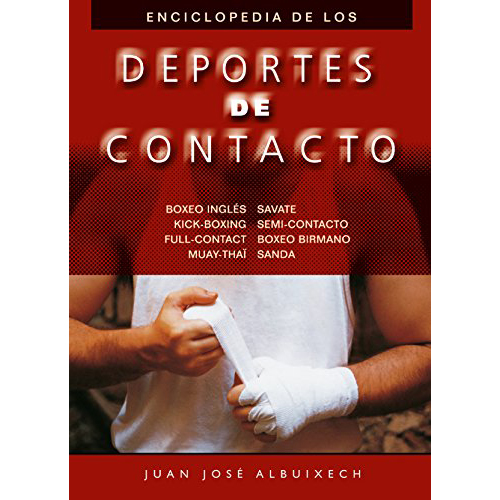 ENCICLOPEDIA DE LOS
DEPORTES
DE
CONTACTO
BOXEO INGLÉS SAVATE
KICK-BOXING SEMI-CONTACTO
FULL-CONTACT BOXEO BIRMANO
MUAY-THAÏ SANDA
JUAN JOSÉ ALBUIXECH